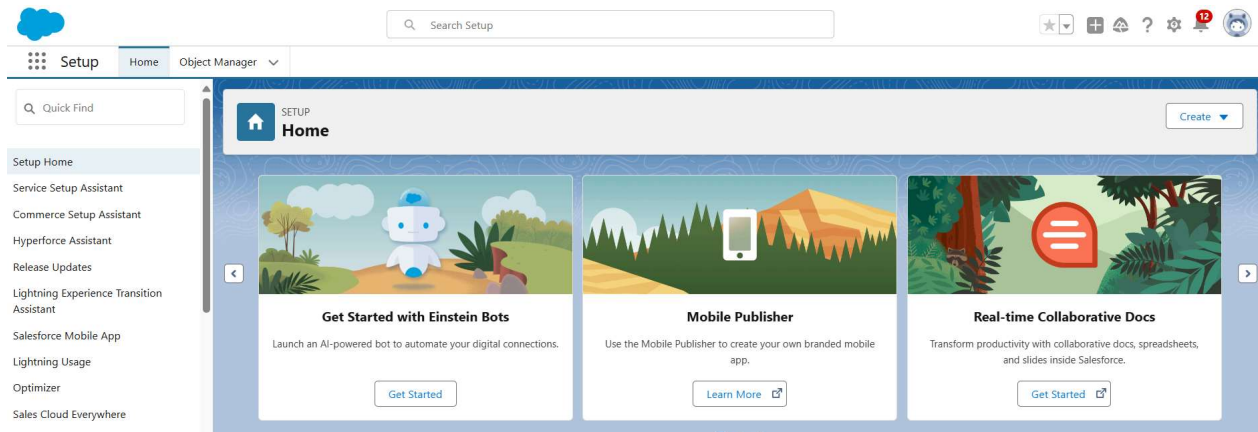 Search Setup
12
Setup
Home
Object Manager
Quick Find
Setup Home
Service Setup Assistant
Commerce Setup Assistant
Hyperforce Assistant
Release Updates
Lightning Experience Transition
Assistant
Salesforce Mobile App
Lightning Usage
Optimizer
Sales Cloud Everywhere
SETUP
Home
Create
Get Started with Einstein Bots
Launch an AI-powered bot to automate your digital connections.
Get Started
Mobile Publisher
Use the Mobile Publisher to create your own branded mobile
app.
Learn More
Real-time Collaborative Docs
Transform productivity with collaborative docs, spreadsheets,
and slides inside Salesforce.
Get Started